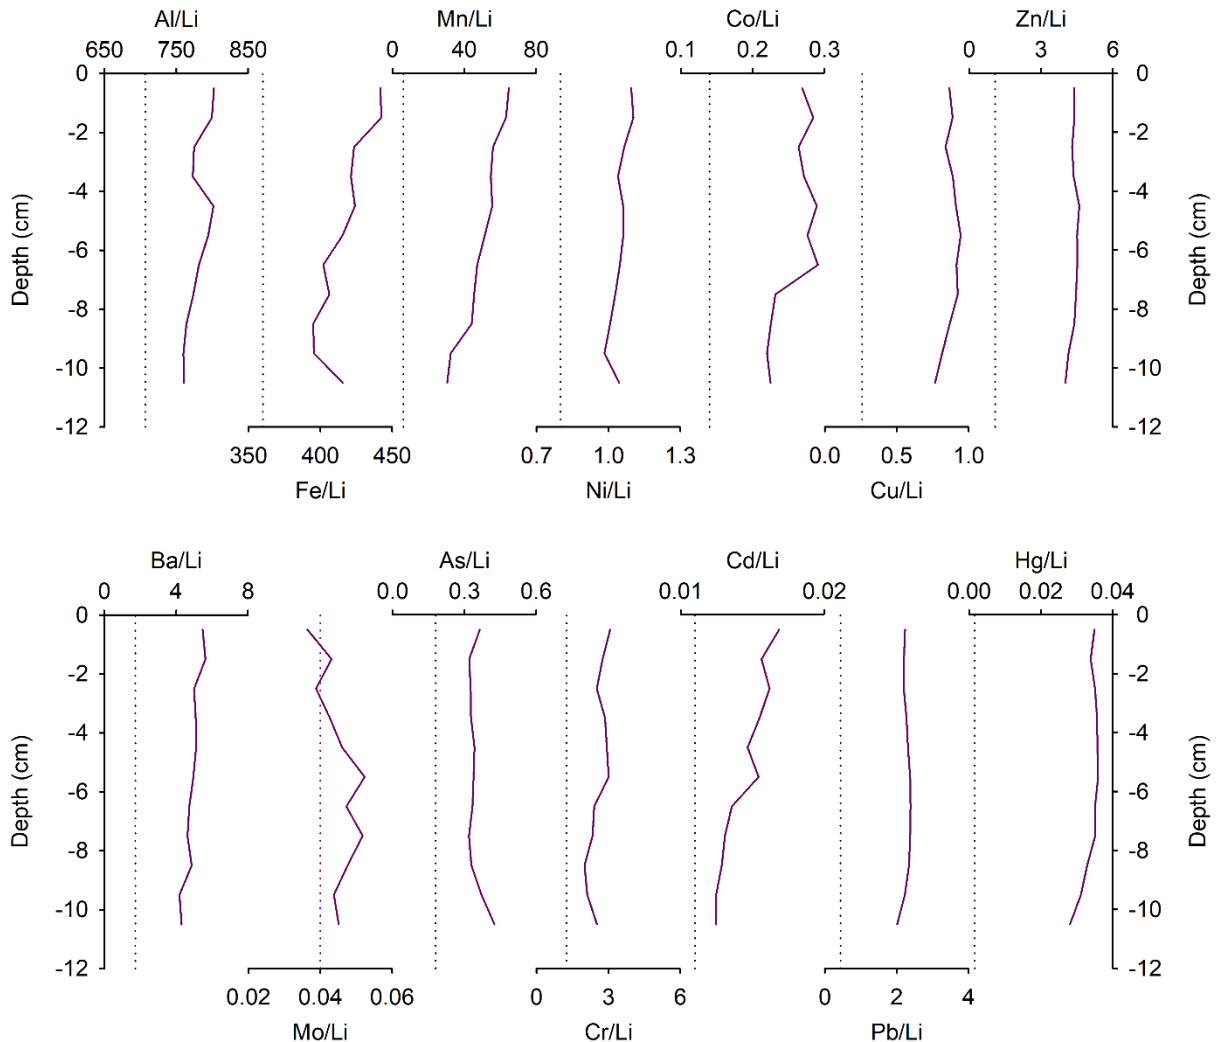 Al/Li Mn/Li Co/Li Zn/Li
650 750 850 0 40 80 0.1 0.2 0.3 0 3 6
0 0
-2 -2
-4 -4
-6 -6
-8 -8
-10 -10
-12 -12
Depth (cm) Depth (cm)
350 400 450 0.7 1.0 1.3 0.0 0.5 1.0
Fe/Li Ni/Li Cu/Li
Ba/Li As/Li Cd/Li Hg/Li
0 4 8 0.0 0.3 0.6 0.01 0.02 0.00 0.02 0.04
0 0
-2 -2
-4 -4
-6 -6
-8 -8
-10 -10
-12 -12
Depth (cm) Depth (cm)
0.02 0.04 0.06 0 3 6 0 2 4
Mo/Li Cr/Li Pb/Li